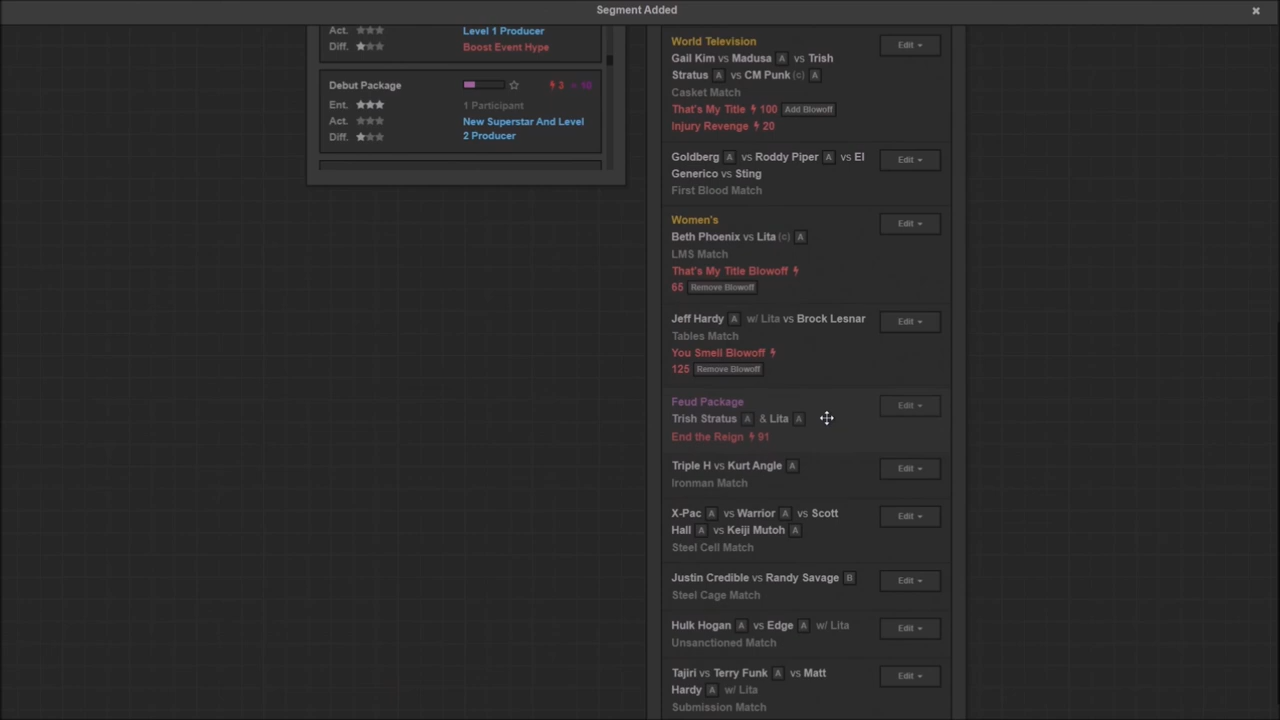 Segment Added
Act.
Level 1 Producer
Diff.
Boost Event Hype
Debut Package
3
10
Ent.
1 Participant
Act.
New Superstar And Level
Diff.
2 Producer
World Television
Edit
Gail Kim vs Madusa A vs Trish
Stratus A vs CM Punk (c) A
Casket Match
That's My Title 100 Add Blowoff
Injury Revenge 20
Goldberg A vs Roddy Piper A vs El
Edit
Generico vs Sting
First Blood Match
Women's
Edit
Beth Phoenix vs Lita (c) A
LMS Match
That's My Title Blowoff
65 Remove Blowoff
Jeff Hardy A w/ Lita vs Brock Lesnar
Edit
Tables Match
You Smell Blowoff
125 Remove Blowoff
Feud Package
Edit
Trish Stratus A & Lita A
End the Reign 91
Triple H vs Kurt Angle A
Edit
Ironman Match
X-Pac A vs Warrior A vs Scott
Edit
Hall A vs Keiji Mutoh A
Steel Cell Match
Justin Credible vs Randy Savage B
Edit
Steel Cage Match
Hulk Hogan A vs Edge A w/ Lita
Edit
Unsanctioned Match
Tajiri vs Terry Funk A vs Matt
Edit
Hardy A w/ Lita
Submission Match